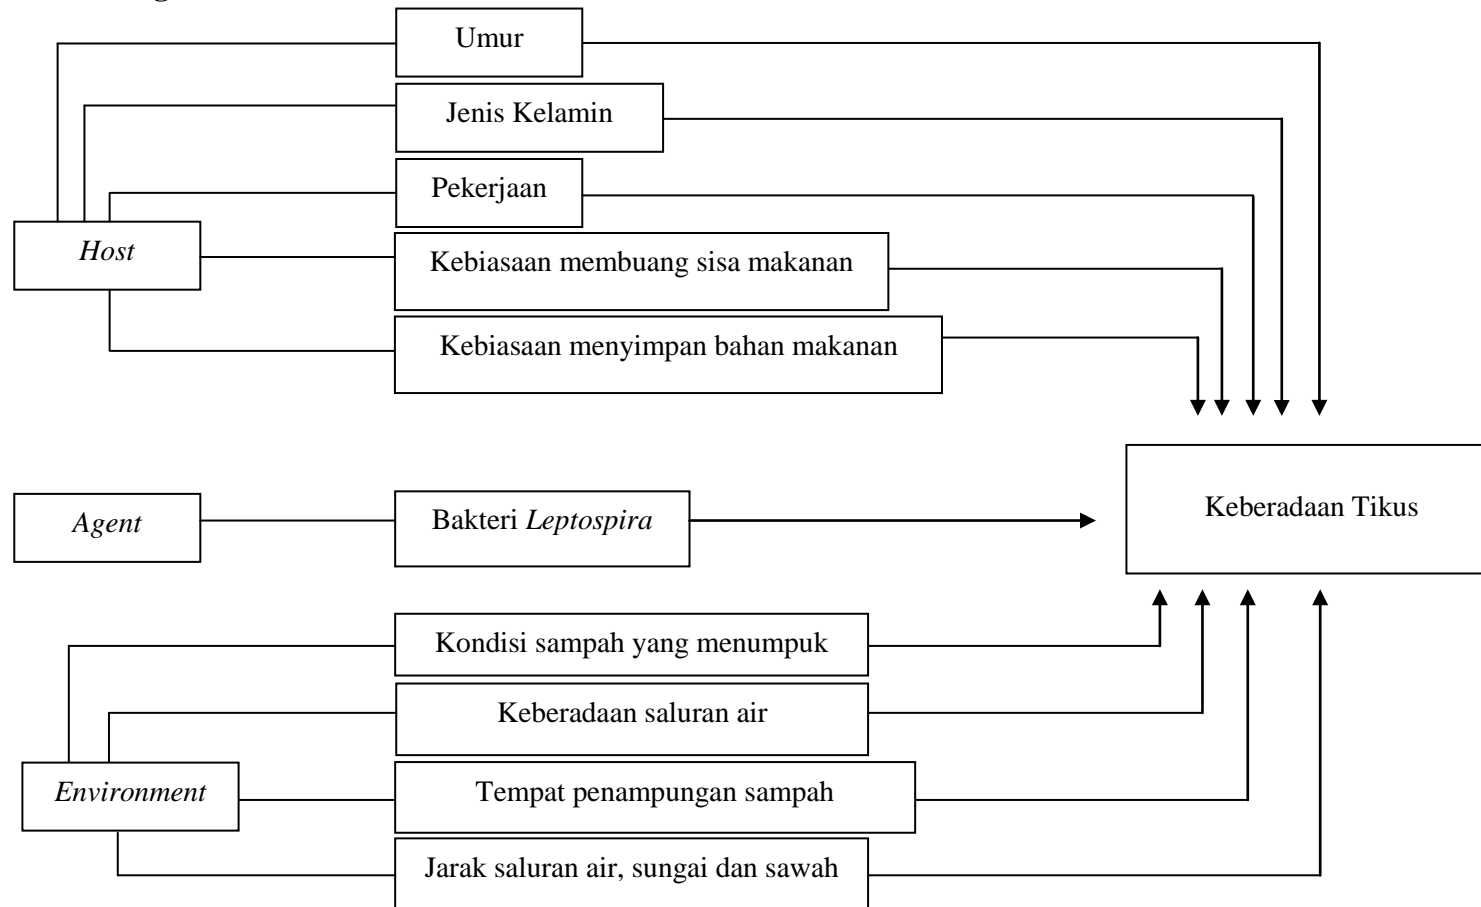 Umur
Jenis Kelamin
Pekerjaan
Host
Kebiasaan membuang sisa makanan
Kebiasaan menyimpan bahan makanan
Agent
Bakteri Leptospira
Keberadaan Tikus
Kondisi sampah yang menumpuk
Keberadaan saluran air
Environment
Tempat penampungan sampah
Jarak saluran air, sungai dan sawah